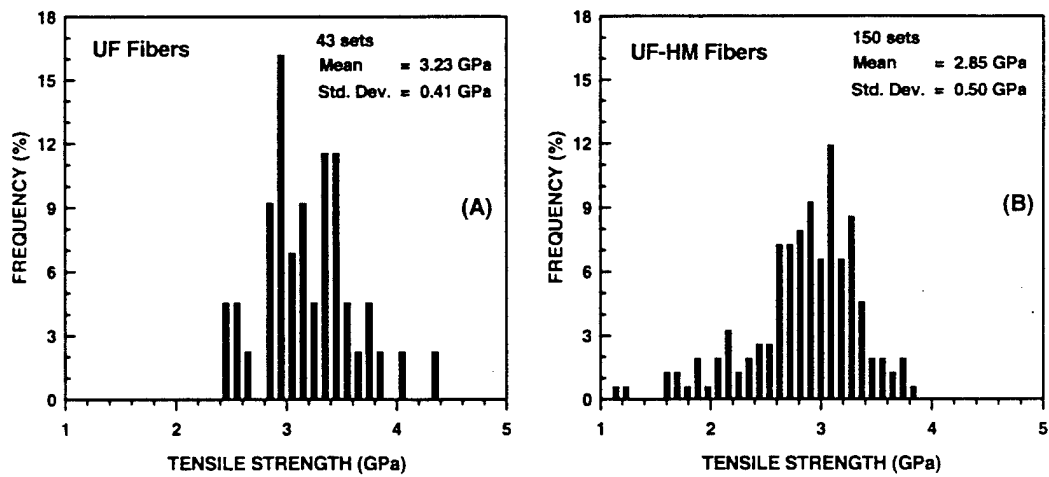 UF Fibers
43 sets
Mean = 3.23 GPa
Std. Dev. = 0.41 GPa
(A)
FREQUENCY (%)
18
15
12
9
6
3
0
1 2 3 4 5
TENSILE STRENGTH (GPa)
UF-HM Fibers
150 sets
Mean = 2.85 GPa
Std. Dev. = 0.50 GPa
(B)
FREQUENCY (%)
18
15
12
9
6
3
0
1 2 3 4 5
TENSILE STRENGTH (GPa)